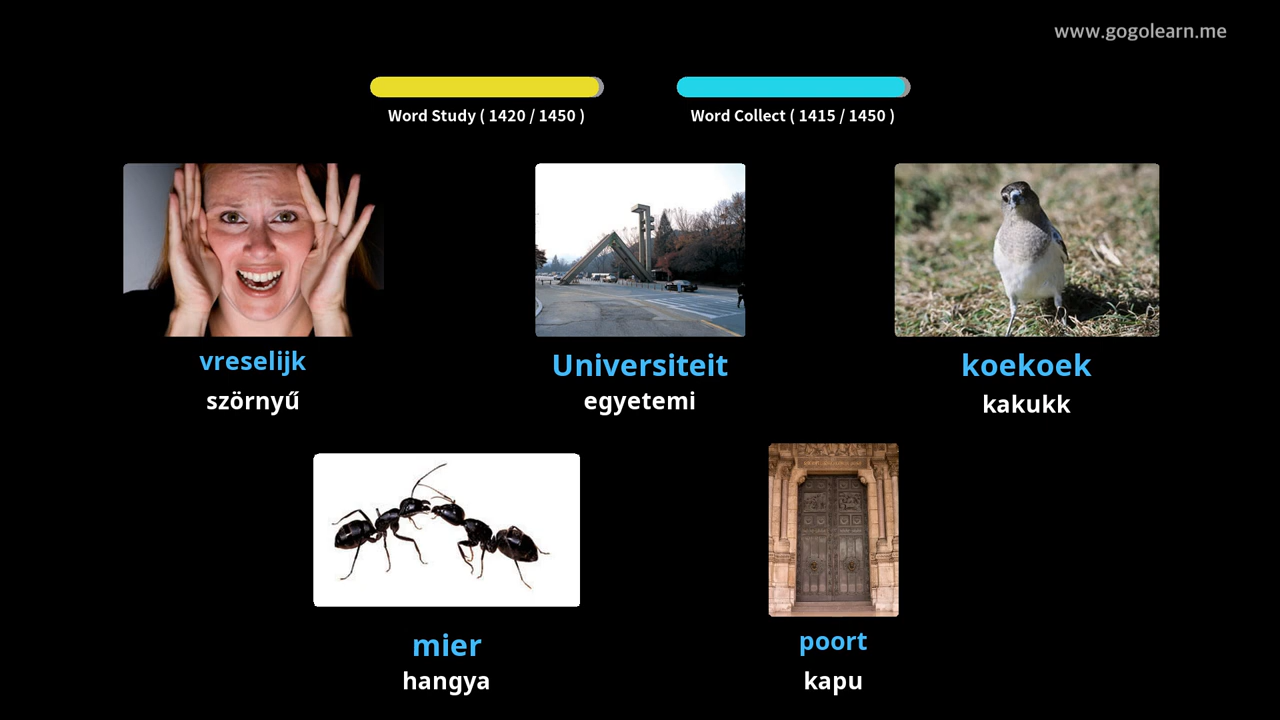 www.gogolearn.me
Word Study ( 1420 / 1450 )
Word Collect ( 1415 / 1450 )
vreselijk
szörnyű
Universiteit
egyetemi
koekoek
kakukk
mier
hangya
poort
kapu